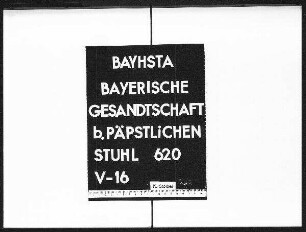 BAYHSTA
BAYERISCHE
GESANDTSCHAFT
b. PÄPSTLiCHEN
STUHL 620
V-16